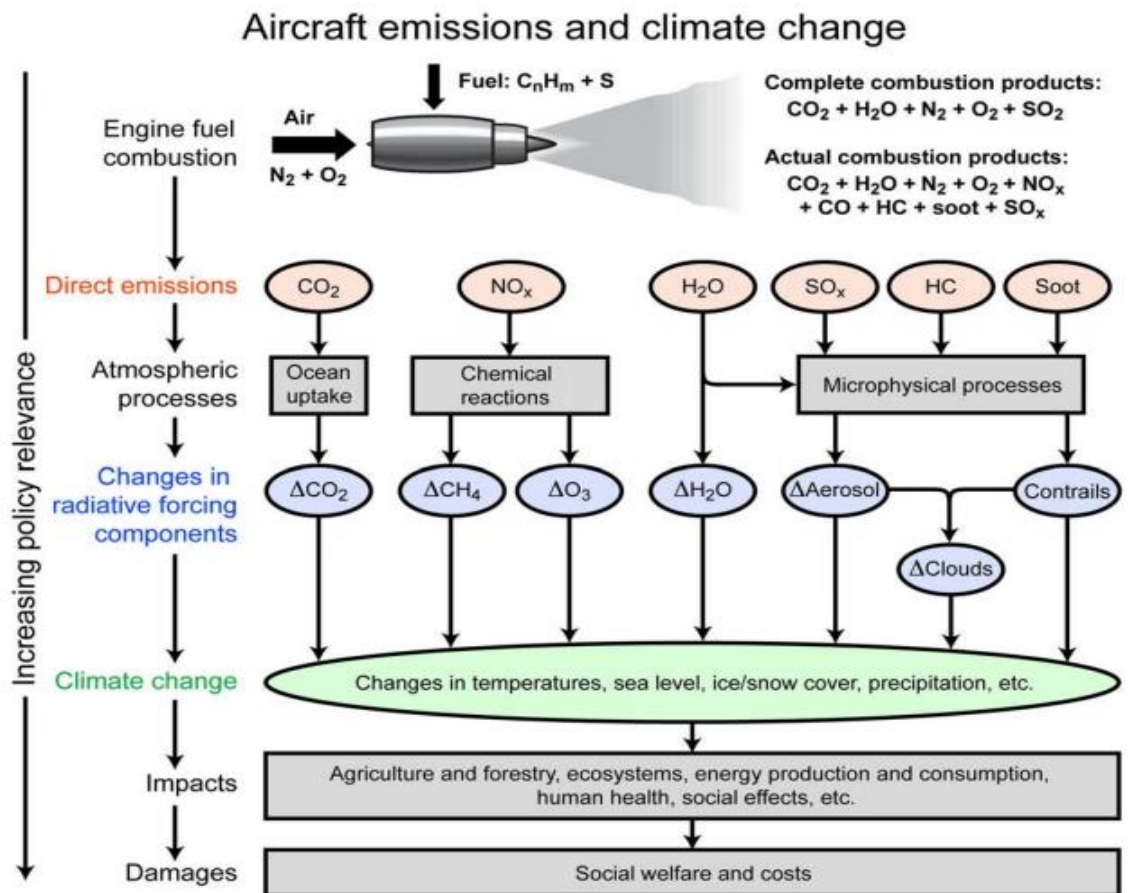 Aircraft emissions and climate change
Fuel: CnHm + S
Air
N2 + O2
Complete combustion products:
CO2 + H2O + N2 + O2 + SO2
Actual combustion products:
CO2 + H2O + N2 + O2 + NOx
+ CO + HC + soot + SOx
Increasing policy relevance
Engine fuel
combustion
Direct emissions
CO2
NOx
H2O
SOx
HC
Soot
Atmospheric
processes
Ocean
uptake
Chemical
reactions
Microphysical processes
Changes in
radiative forcing
components
ΔCO2
ΔCH4
ΔO3
ΔH2O
ΔAerosol
Contrails
ΔClouds
Climate change
Changes in temperatures, sea level, ice/snow cover, precipitation, etc.
Impacts
Agriculture and forestry, ecosystems, energy production and consumption,
human health, social effects, etc.
Damages
Social welfare and costs